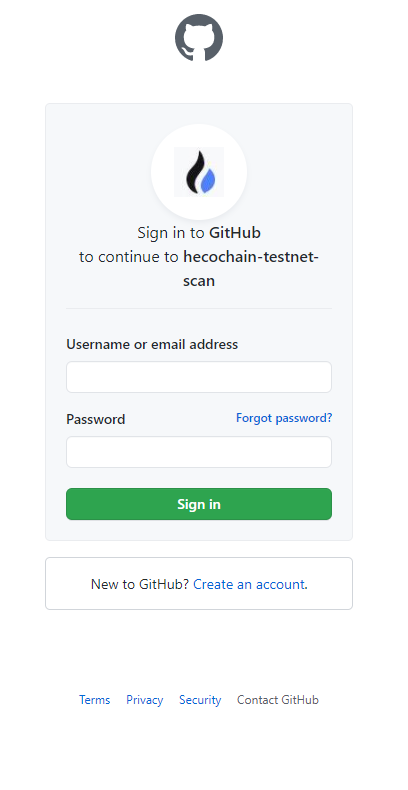 Sign in to GitHub
to continue to hecochain-testnet-
scan
Username or email address
Password
Forgot password?
Sign in
New to GitHub? Create an account.
Terms Privacy Security Contact GitHub